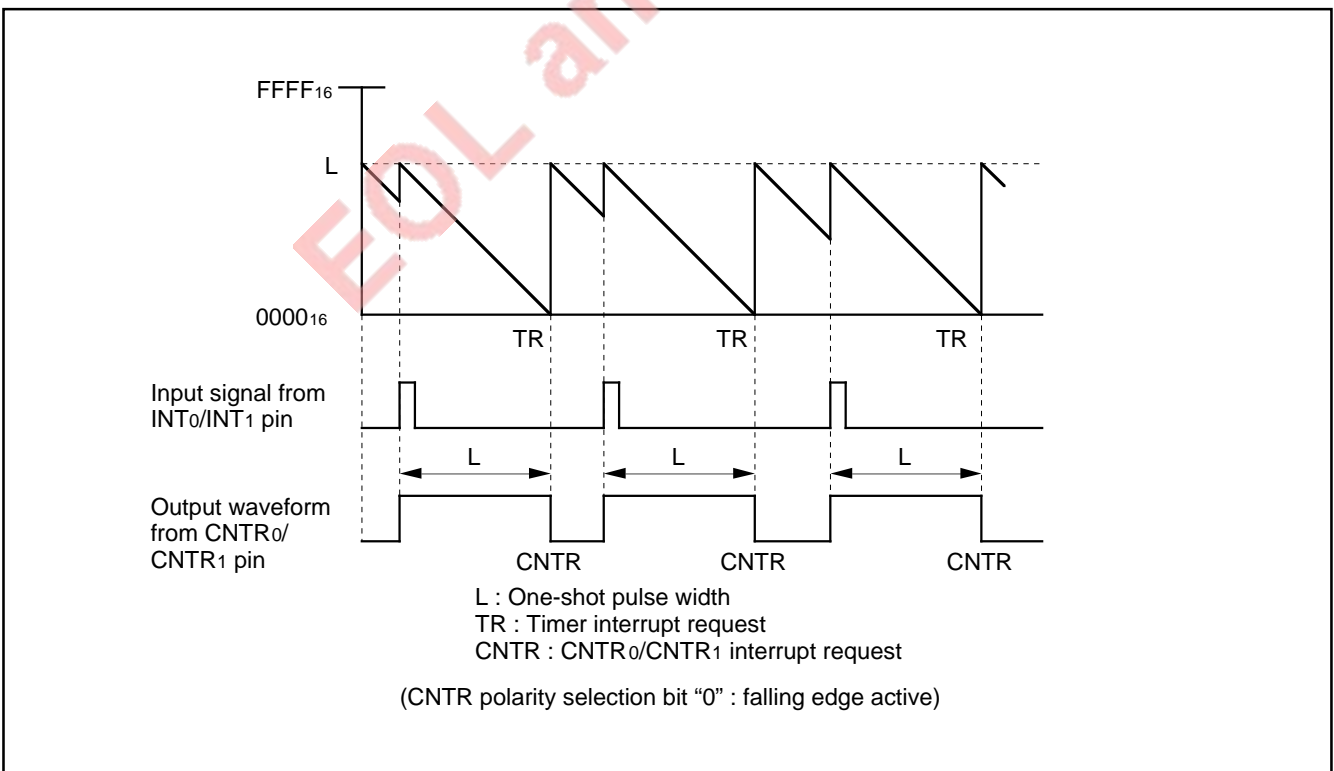 EOL an
FFFF16
L
000016
TR TR TR
Input signal from
INT0/INT1 pin
L L L
Output waveform
from CNTR0/
CNTR1 pin
CNTR CNTR CNTR
L : One-shot pulse width
TR : Timer interrupt request
CNTR : CNTR0/CNTR1 interrupt request
(CNTR polarity selection bit “0” : falling edge active)